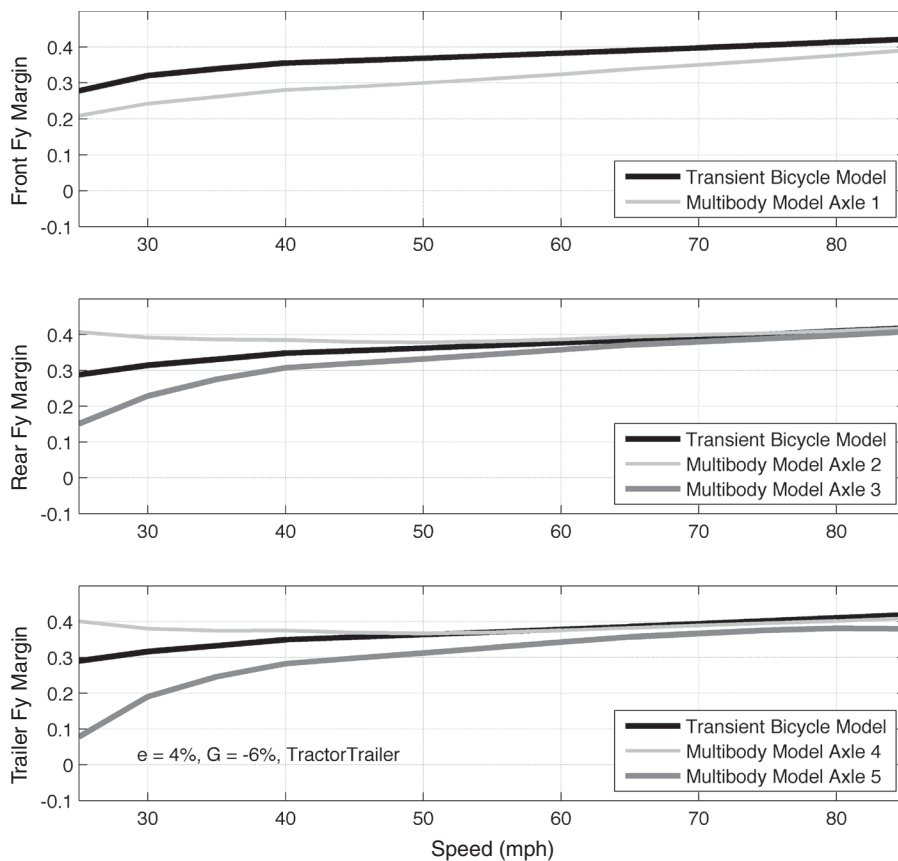 0.4
0.3
0.2
0.1
0
-0.1
Front Fy Margin
Transient Bicycle Model
Multibody Model Axle 1
30 40 50 60 70 80
0.4
0.3
0.2
0.1
0
-0.1
Rear Fy Margin
Transient Bicycle Model
Multibody Model Axle 2
Multibody Model Axle 3
30 40 50 60 70 80
0.4
0.3
0.2
0.1
0
-0.1
Trailer Fy Margin
e = 4%, G = -6%, TractorTrailer
Transient Bicycle Model
Multibody Model Axle 4
Multibody Model Axle 5
30 40 50 60 70 80
Speed (mph)